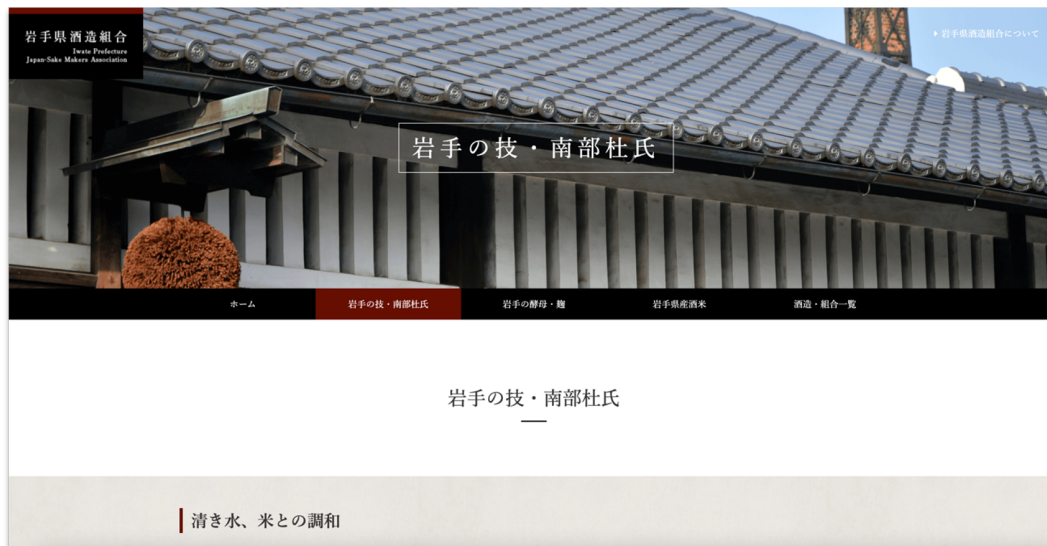 岩手県酒造組合
Iwate Prefecture
Japan-Sake Makers Association
岩手県酒造組合について
岩手の技・南部杜氏
ホーム
岩手の技・南部杜氏
岩手の酵母・麹
岩手県産酒米
酒造・組合一覧
岩手の技・南部杜氏
清き水、米との調和